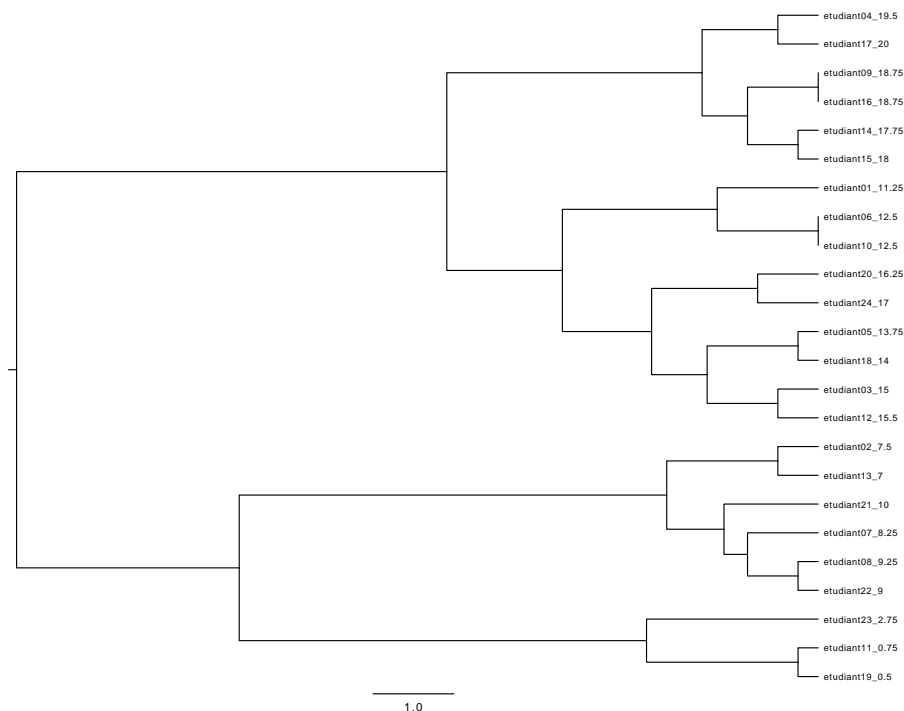 etudiant04_19.5
etudiant17_20
etudiant09_18.75
etudiant16_18.75
etudiant14_17.75
etudiant15_18
etudiant01_11.25
etudiant06_12.5
etudiant10_12.5
etudiant20_16.25
etudiant24_17
etudiant05_13.75
etudiant18_14
etudiant03_15
etudiant12_15.5
etudiant02_7.5
etudiant13_7
etudiant21_10
etudiant07_8.25
etudiant08_9.25
etudiant22_9
etudiant23_2.75
etudiant11_0.75
etudiant19_0.5
1.0